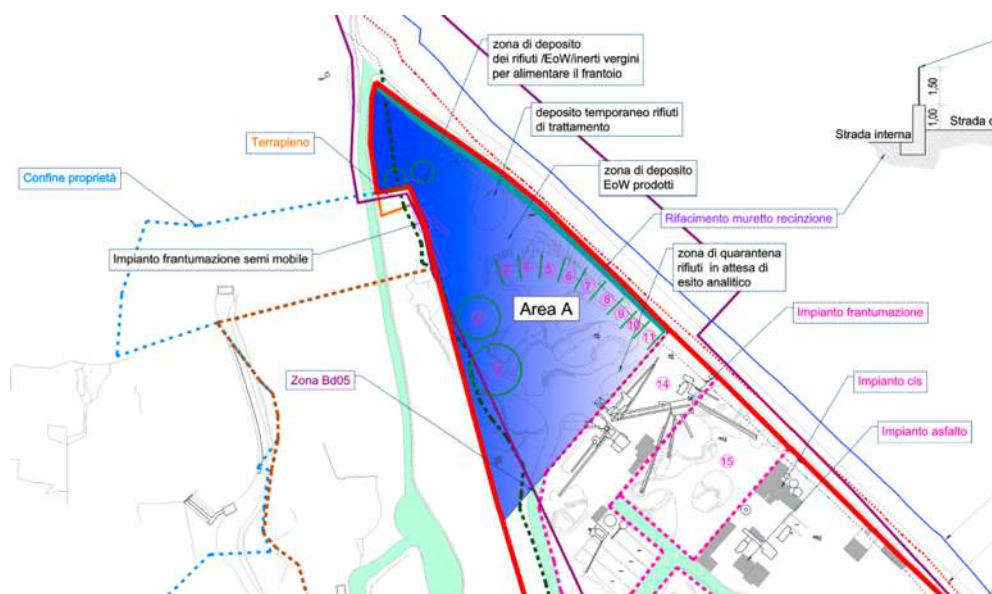 zona di deposito
dei rifiuti /EoW/inerti vergini
per alimentare il frantoio
deposito temporaneo rifiuti
di trattamento
Terrapieno
zona di deposito
EoW prodotti
Confine proprietà
Rifacimento muretto recinzione
Impianto frantumazione semi mobile
zona di quarantena
rifiuti in attesa di
esito analitico
1,50
1,00
Strada interna
Strada
4
5
6
7
8
9
10
11
Area A
Impianto frantumazione
Zona Bd05
14
Impianto cls
15
Impianto asfalto